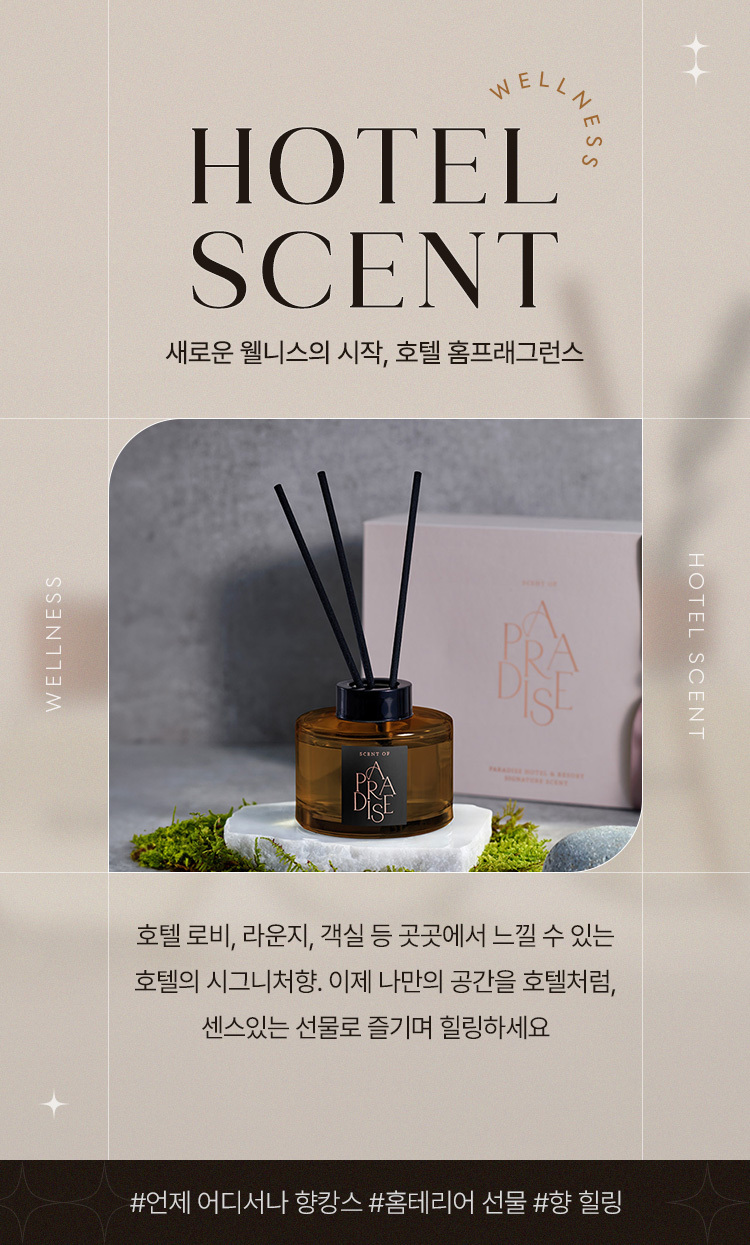 WELLNESS
HOTEL
SCENT
새로운 웰니스의 시작, 호텔 홈프래그런스
WELLNESS
HOTEL SCENT
SCENT OF
A
PRA
DISE
PARADISE HOTEL & RESORT
SIGNATURE SCENT
SCENT OF
A
PRA
DISE
호텔 로비, 라운지, 객실 등 곳곳에서 느낄 수 있는
호텔의 시그니처향. 이제 나만의 공간을 호텔처럼,
센스있는 선물로 즐기며 힐링하세요
#언제 어디서나 향캉스 #홈테리어 선물 #향 힐링